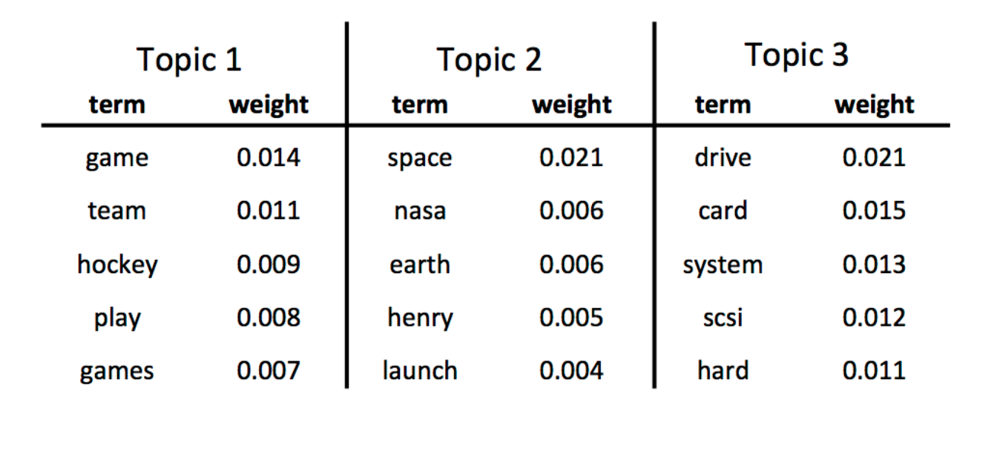 Topic 1 Topic 2 Topic 3
term weight term weight term weight
game 0.014 space 0.021 drive 0.021
team 0.011 nasa 0.006 card 0.015
hockey 0.009 earth 0.006 system 0.013
play 0.008 henry 0.005 scsi 0.012
games 0.007 launch 0.004 hard 0.011